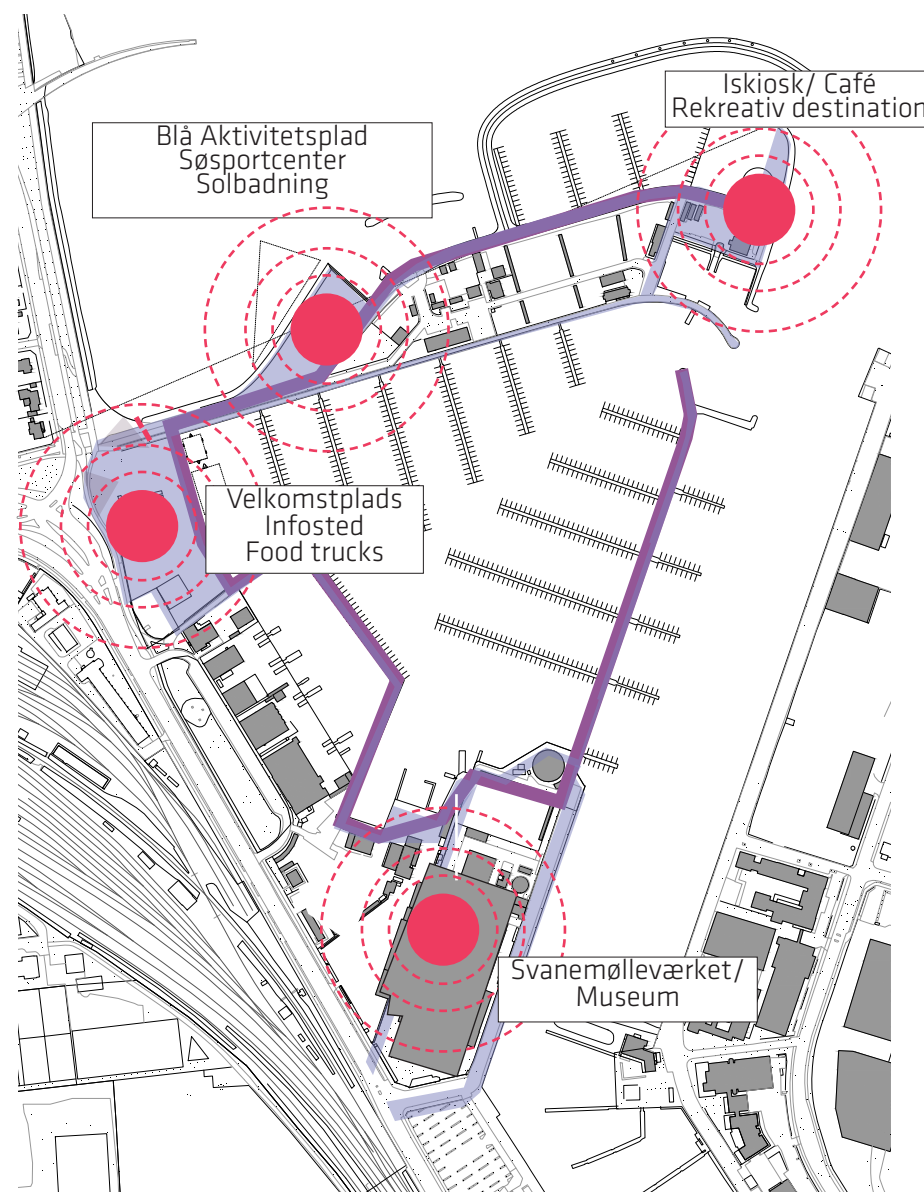 Iskiosk/ Café
Rekreativ destination
Blå Aktivitetsplad
Søsportcenter
Solbadning
Velkomstplads
Infosted
Food trucks
Svanemølleværket/
Museum